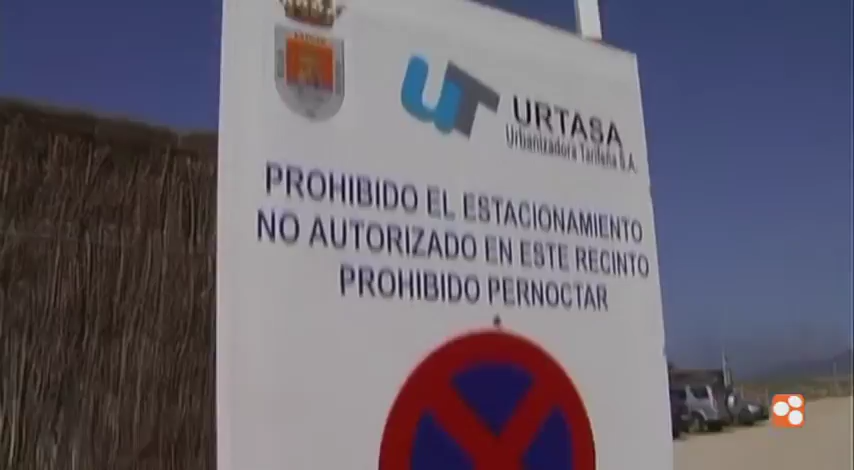 UT
URTASA
Urbanizadora Tarifeña S.A.
PROHIBIDO EL ESTACIONAMIENTO
NO AUTORIZADO EN ESTE RECINTO
PROHIBIDO PERNOCTAR